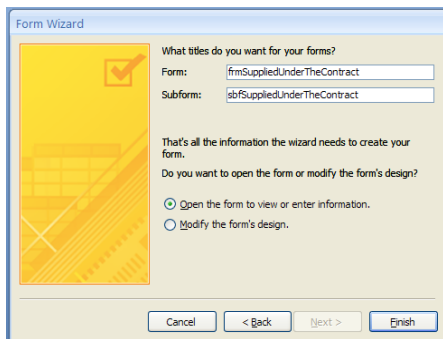 Form Wizard
What titles do you want for your forms?
Form: frmSuppliedUnderTheContract
Subform: sbfSuppliedUnderTheContract
That's all the information the wizard needs to create your
form.
Do you want to open the form or modify the form's design?
Open the form to view or enter information.
Modify the form's design.
Cancel < Back Next > Finish